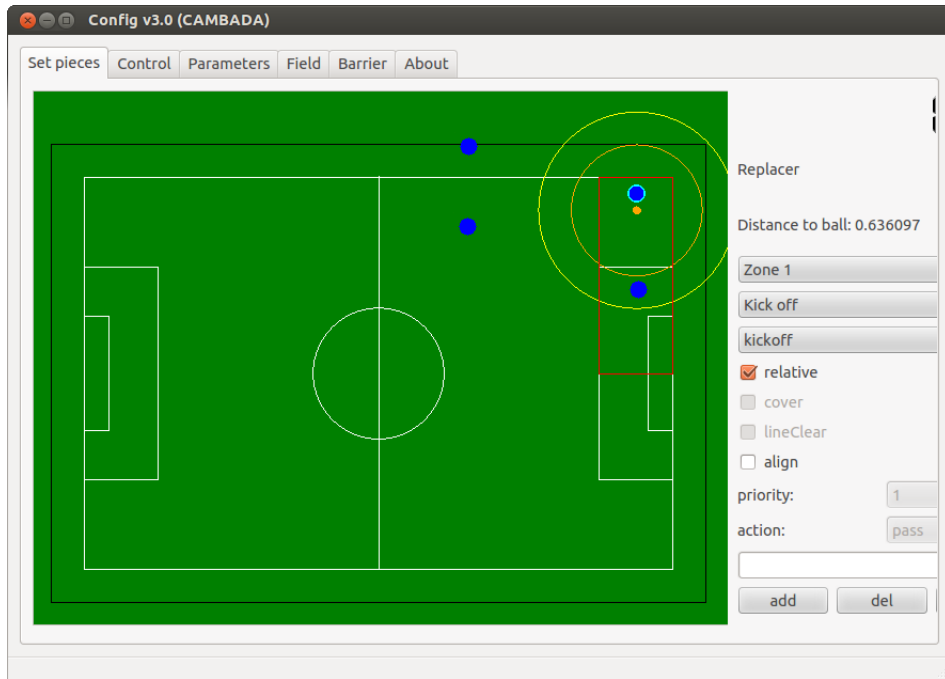 Config v3.0 (CAMBADA)
Set pieces Control Parameters Field Barrier About
Replacer
Distance to ball: 0.636097
Zone 1
Kick off
kickoff
relative
cover
lineClear
align
priority: 1
action: pass
add del